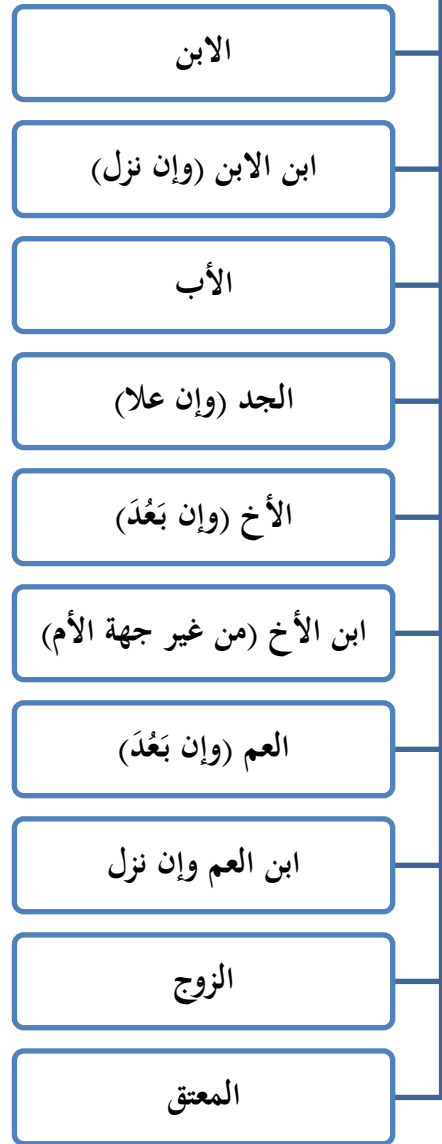 الابن
ابن الابن (وإن نزل)
الأب
الجد (وإن علا)
الأخ (وإن بَعُدَ)
ابن الأخ (من غير جهة الأم)
العم (وإن بَعُدَ)
ابن العم وإن نزل
الزوج
المعتق